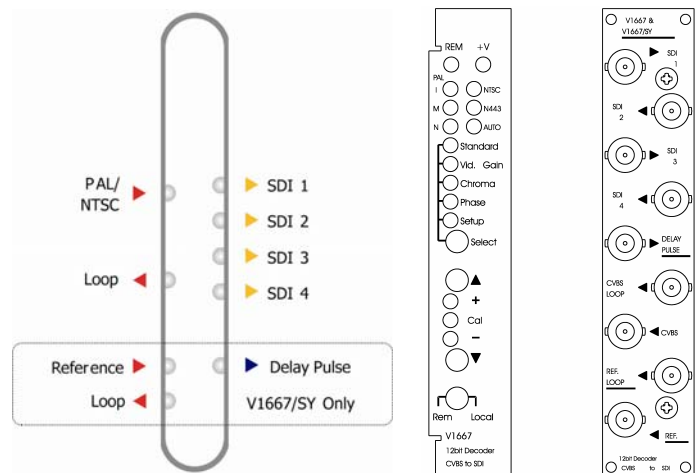 PAL/
NTSC
Loop
SDI 1
SDI 2
SDI 3
SDI 4
Reference
Loop
Delay Pulse
V1667/SY Only
REM +V
PAL
I NTSC
M N443
N AUTO
Standard
Vid. Gain
Chroma
Phase
Setup
Select
+
Cal
−
Rem Local
V1667
12bit Decoder
CVBS to SDI
V1667 &
V1667/SY
SDI
1
SDI
2
SDI
3
SDI
4
DELAY
PULSE
CVBS
LOOP
CVBS
REF.
LOOP
REF.
12bit Decoder
CVBS to SDI